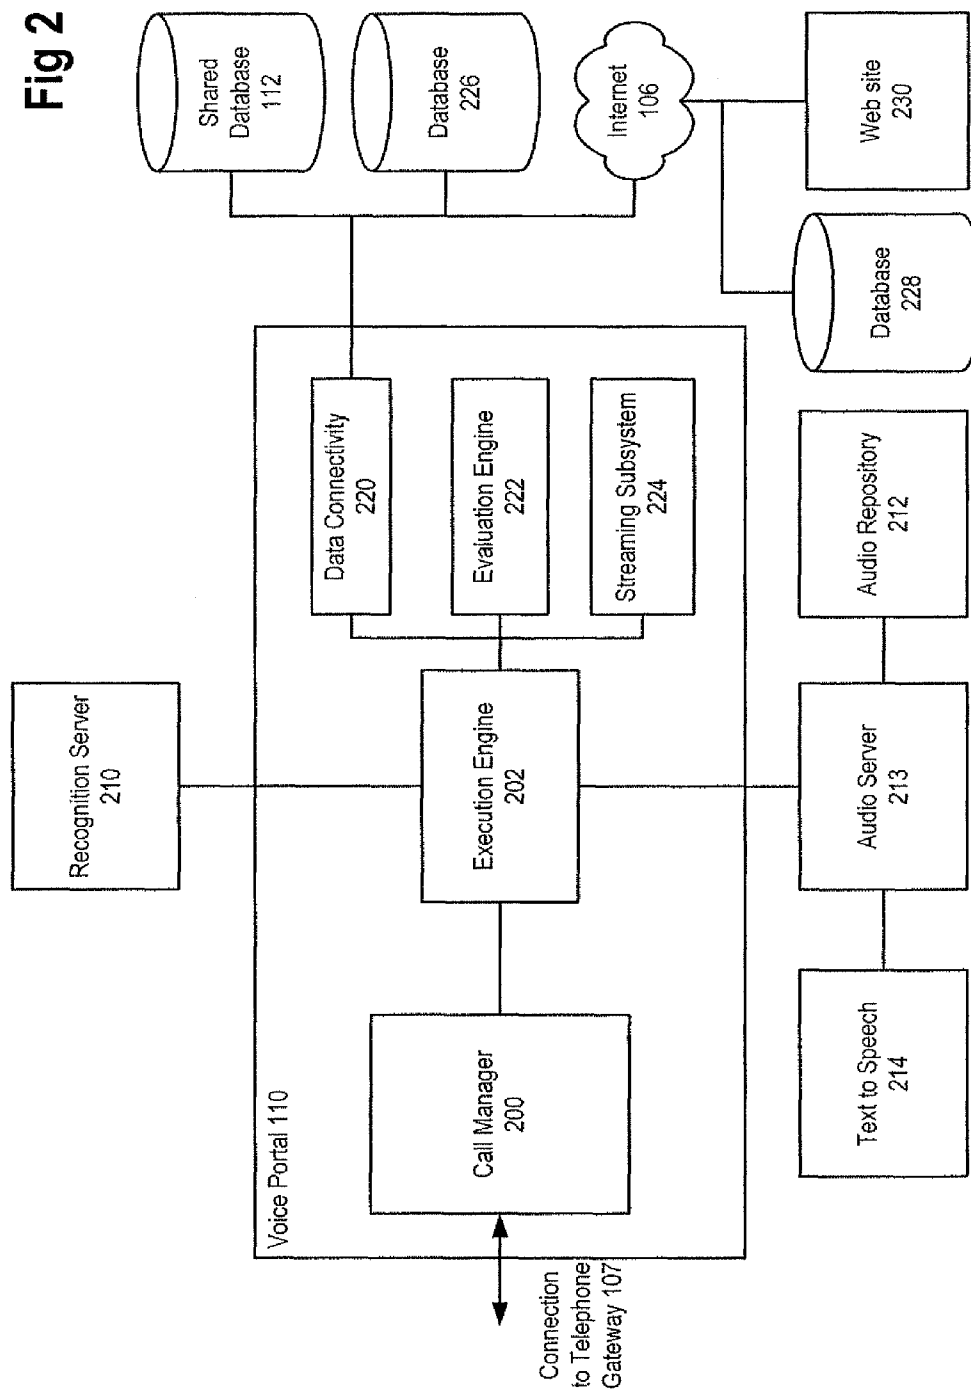 Fig 2
Recognition Server
210
Shared
Database
112
Database
226
Internet
106
Web site
230
Database
228
Voice Portal 110
Data Connectivity
220
Evaluation Engine
222
Streaming Subsystem
224
Execution Engine
202
Call Manager
200
Connection
to Telephone
Gateway 107
Text to Speech
214
Audio Server
213
Audio Repository
212